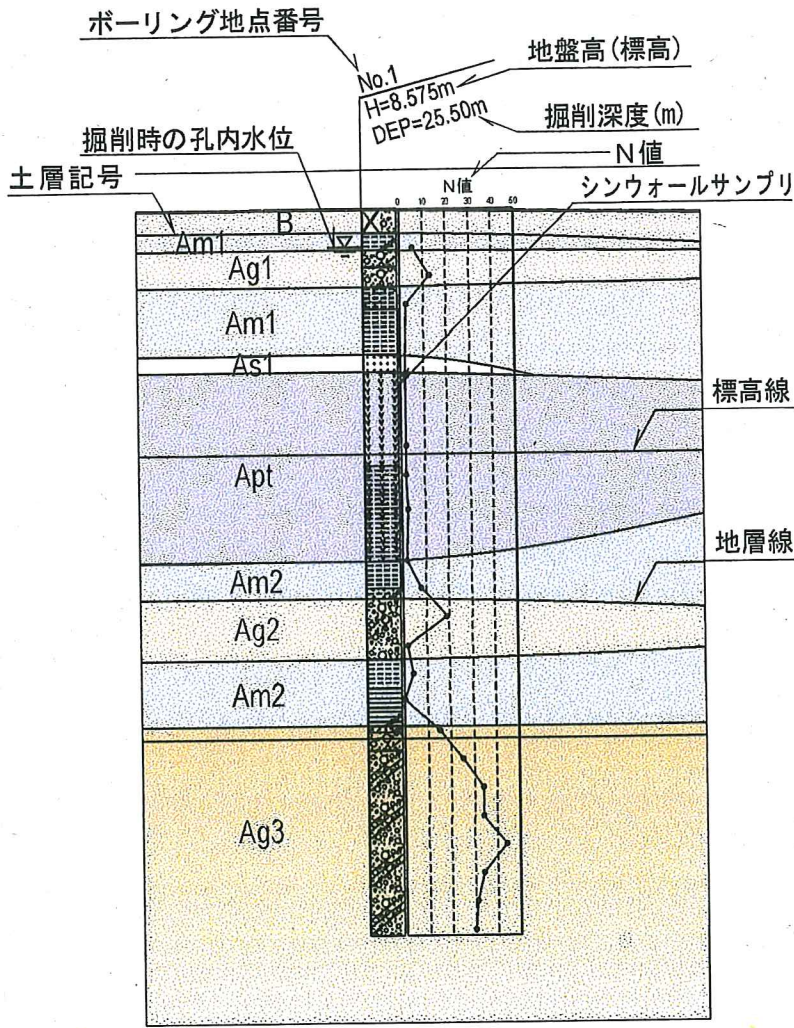 ボーリング地点番号
No.1
H=8.575m
DEP=25.50m
地盤高(標高)
掘削深度(m)
掘削時の孔内水位
N値
土層記号
N値
シンウォールサンプリ
0 10 20 30 40 50
B
Am1
Ag1
Am1
As1
標高線
Apt
地層線
Am2
Ag2
Am2
Ag3